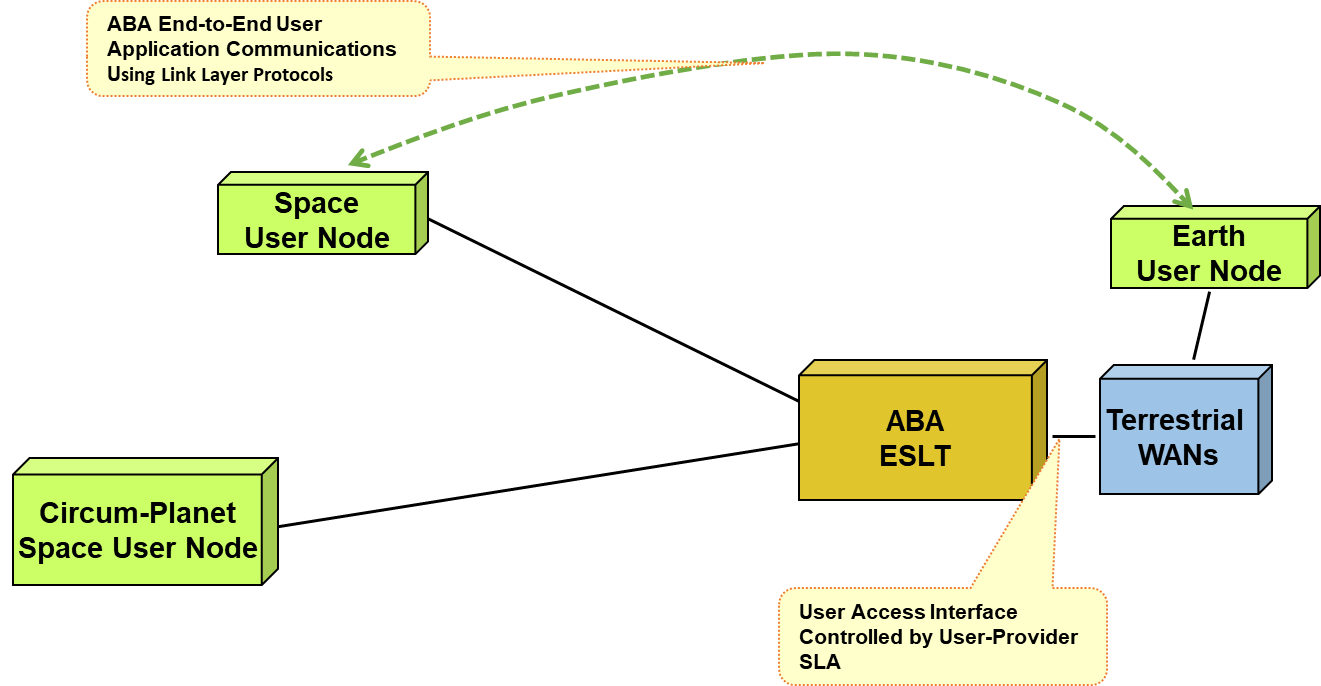 ABA End-to-End User
Application Communications
Using Link Layer Protocols
Space
User Node
Earth
User Node
ABA
ESLT
Terrestrial
WANs
Circum-Planet
Space User Node
User Access Interface
Controlled by User-Provider
SLA